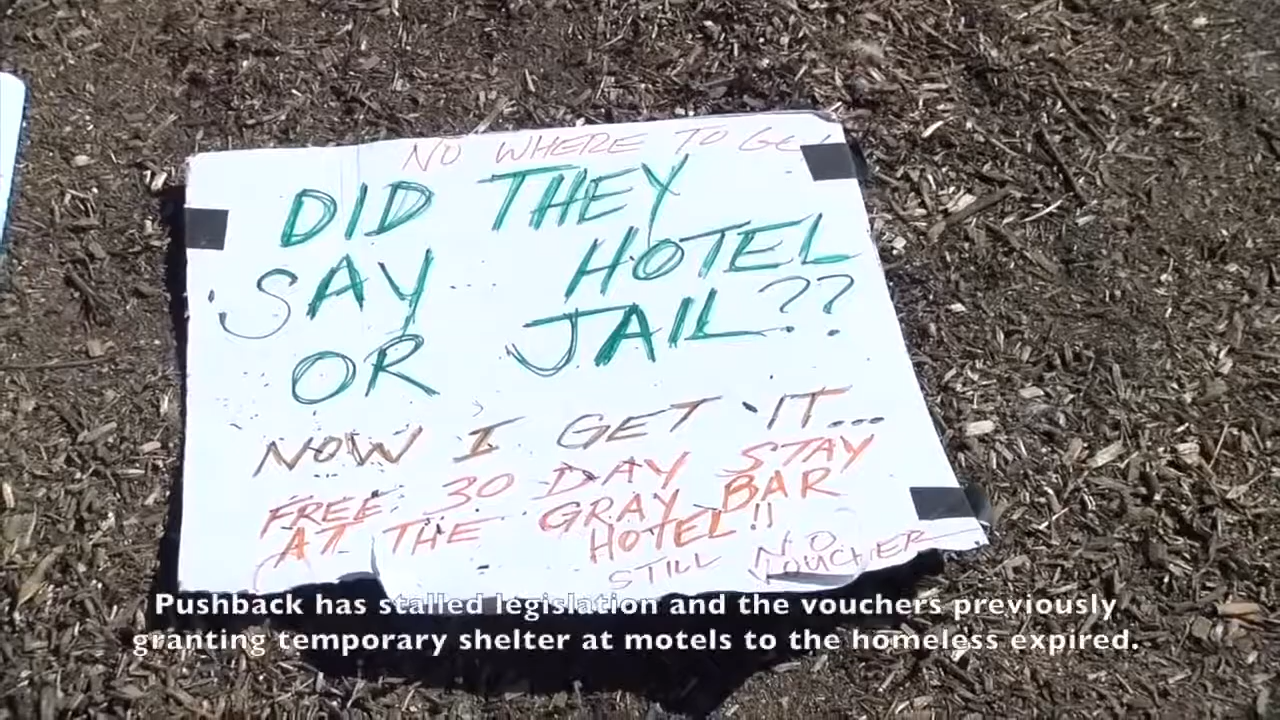 NO WHERE TO GO!
DID THEY
SAY HOTEL
OR JAIL??
NOW I GET IT...
FREE 30 DAY STAY
AT THE GRAY BAR
HOTEL!!
STILL NO
VOUCHER
Pushback has stalled legislation and the vouchers previously
granting temporary shelter at motels to the homeless expired.